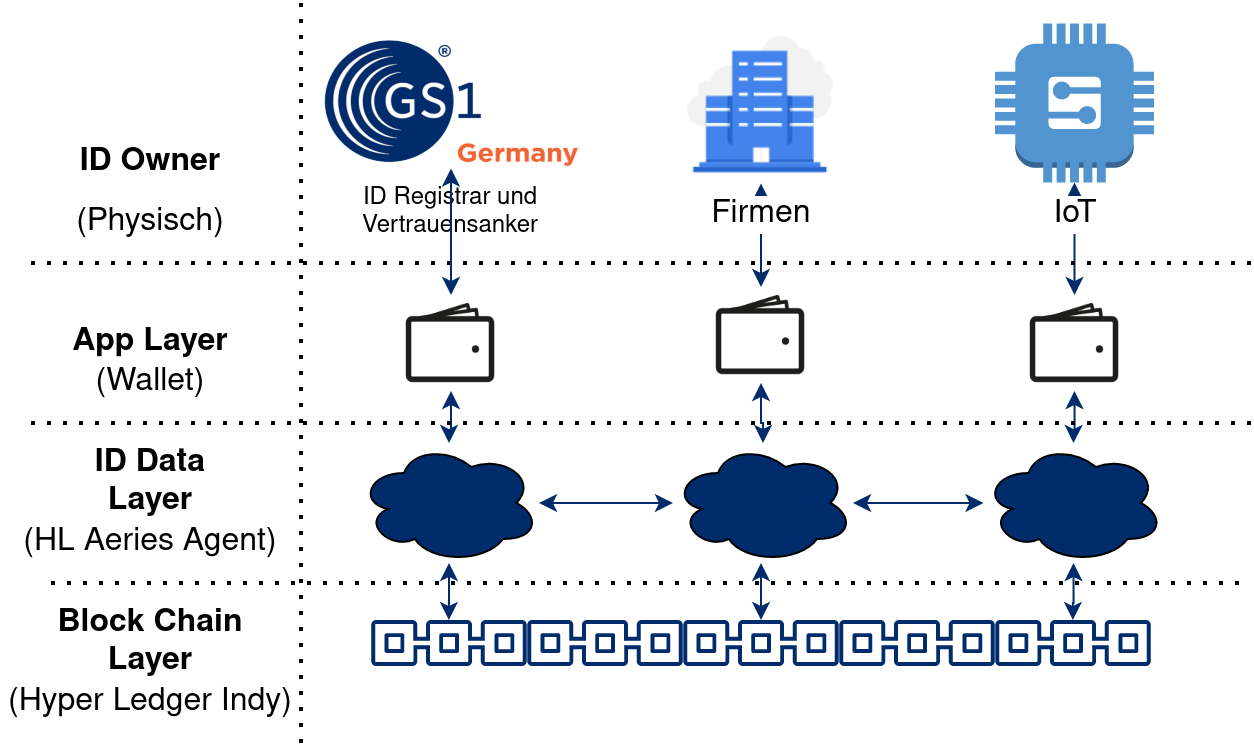 GS1
®
Germany
ID Owner
(Physisch)
ID Registrar und
Vertrauensanker
Firmen
IoT
App Layer
(Wallet)
ID Data
Layer
(HL Aeries Agent)
Block Chain
Layer
(Hyper Ledger Indy)